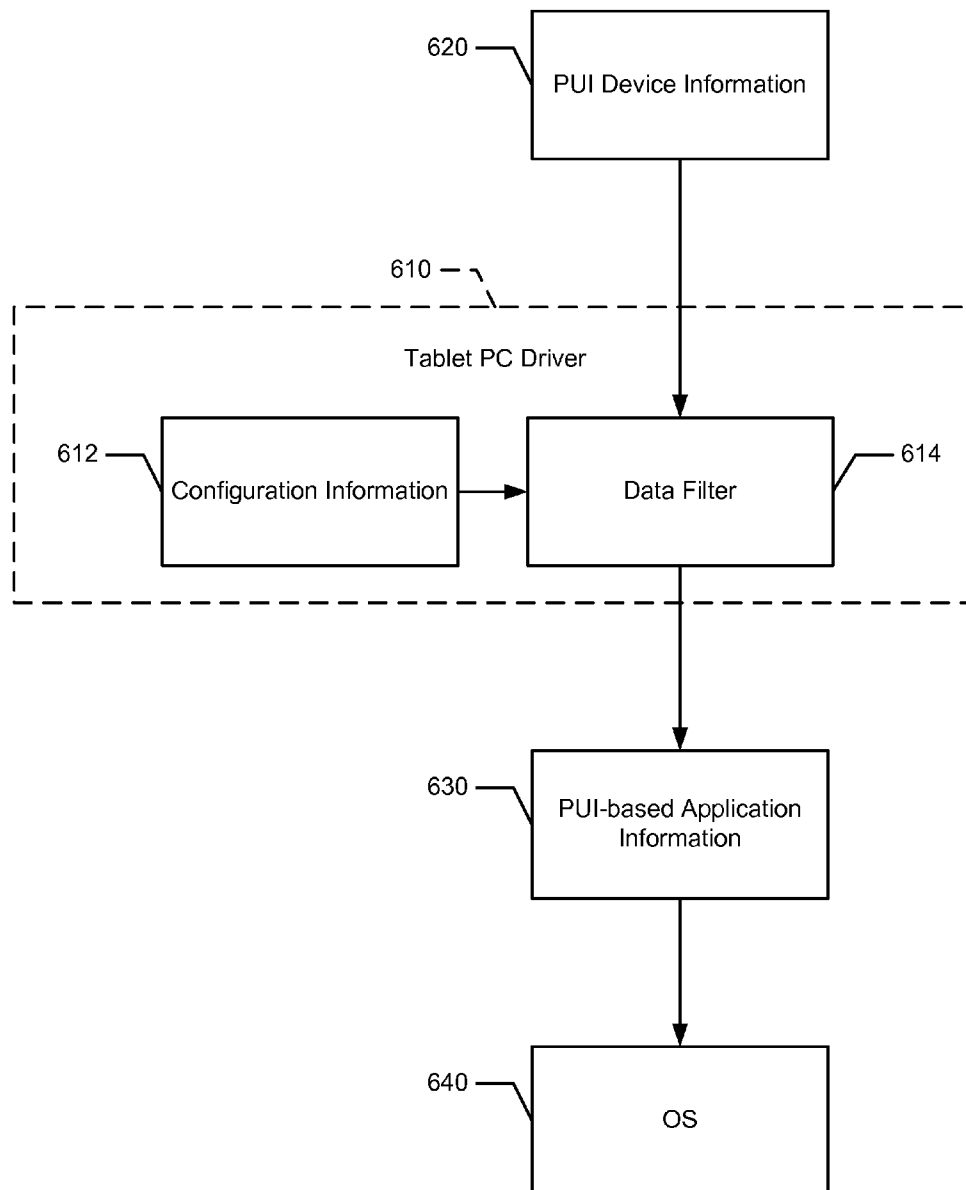 620
PUI Device Information
610
Tablet PC Driver
612
Configuration Information
Data Filter
614
630
PUI-based Application
Information
640
OS